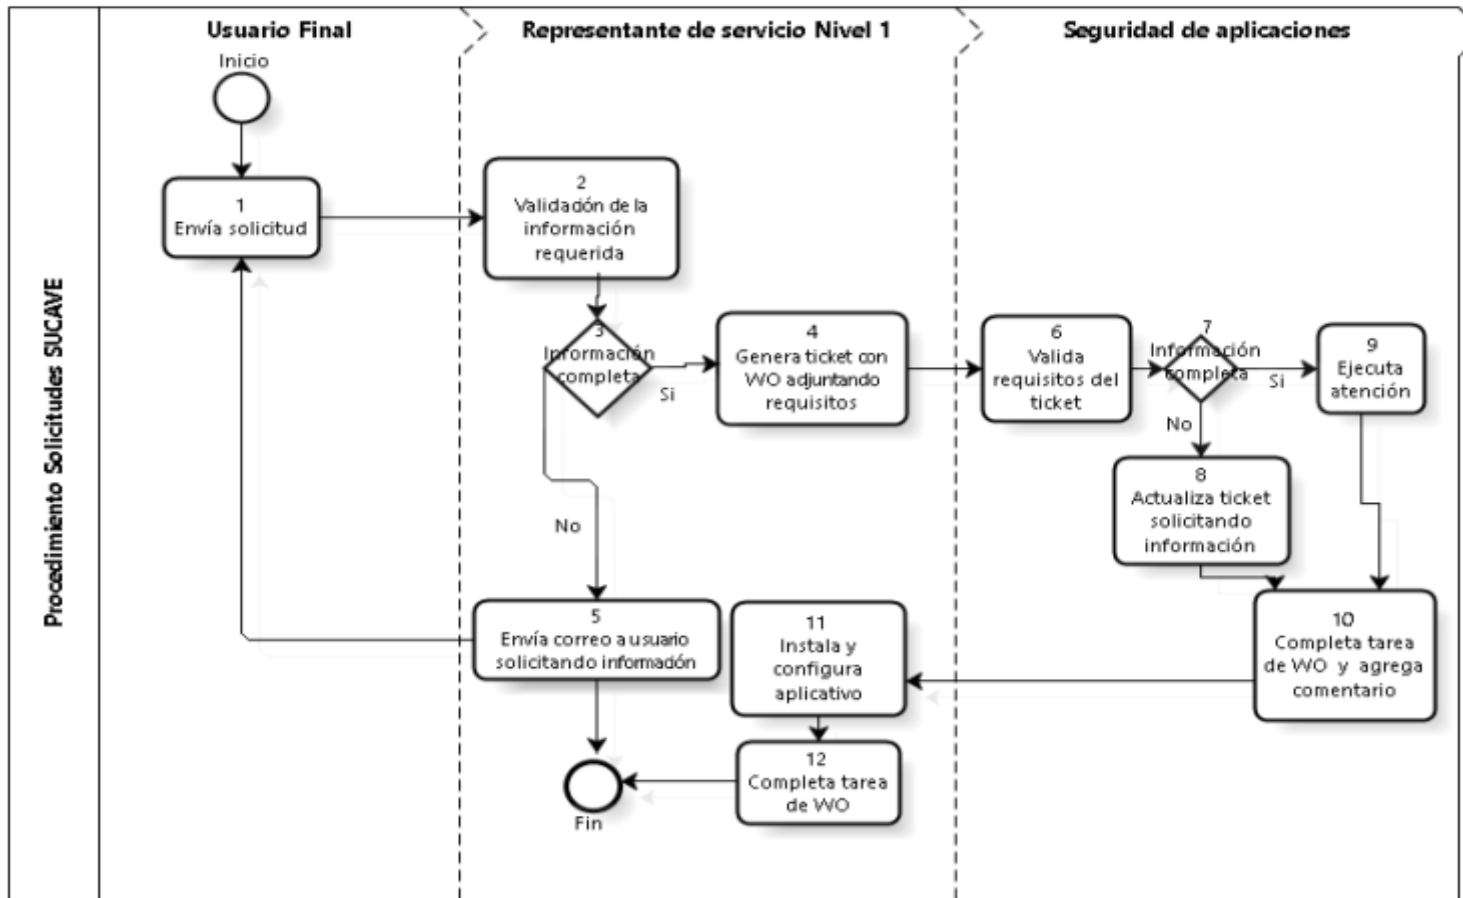 Procedimiento Solicitudes SUCAVE
Usuario Final
Representante de servicio Nivel 1
Seguridad de aplicaciones
Inicio
1
Envía solicitud
2
Validación de la
información
requerida
3
Información
completa
Si
No
4
Genera ticket con
WO adjuntando
requisitos
5
Envía correo a usuario
solicitando información
6
Valida
requisitos del
ticket
7
Información
completa
Si
No
8
Actualiza ticket
solicitando
información
9
Ejecuta
atención
10
Completa tarea
de WO y agrega
comentario
11
Instala y
configura
aplicativo
12
Completa tarea
de WO
Fin